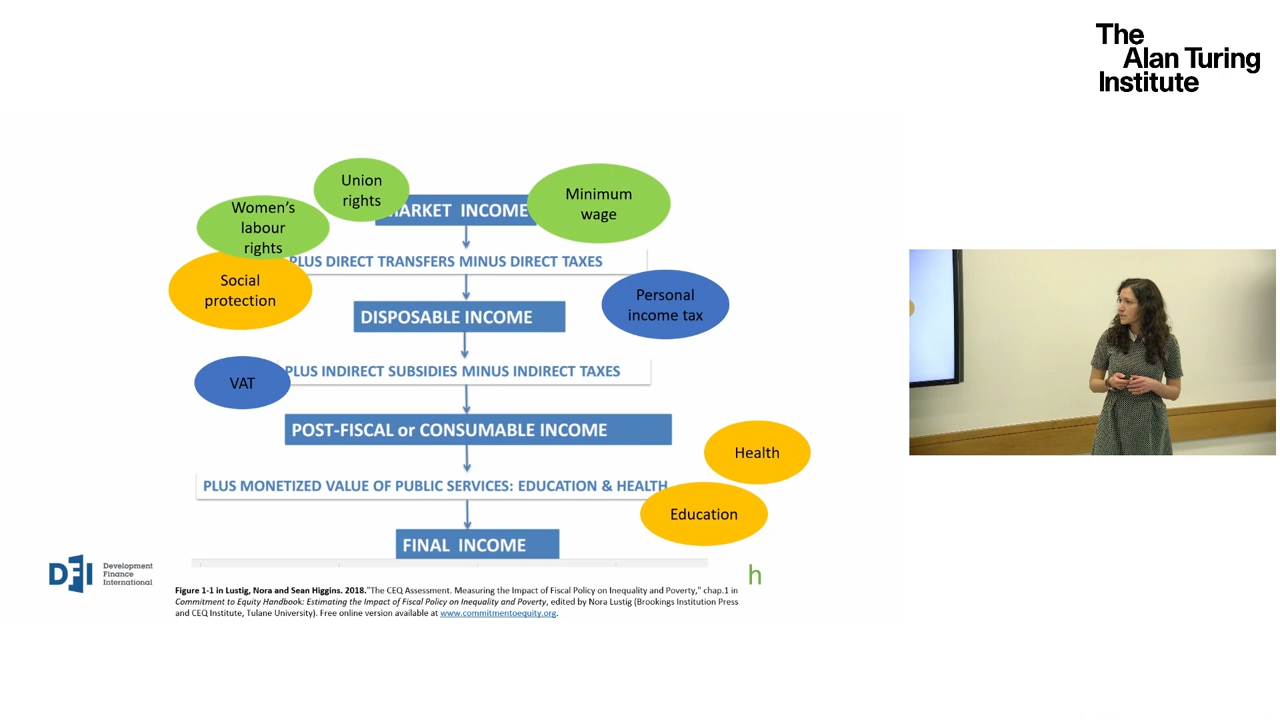 The
Alan Turing
Institute
Union
rights
Minimum
wage
Women's
labour
rights
MARKET INCOME
PLUS DIRECT TRANSFERS MINUS DIRECT TAXES
Social
protection
Personal
income tax
DISPOSABLE INCOME
VAT
PLUS INDIRECT SUBSIDIES MINUS INDIRECT TAXES
POST-FISCAL or CONSUMABLE INCOME
Health
PLUS MONETIZED VALUE OF PUBLIC SERVICES: EDUCATION & HEALTH
Education
FINAL INCOME
DFI
Development
Finance
International
h
Figure 1-1 in Lustig, Nora and Sean Higgins. 2018."The CEQ Assessment. Measuring the Impact of Fiscal Policy on Inequality and Poverty," chap.1 in
Commitment to Equity Handbook: Estimating the Impact of Fiscal Policy on Inequality and Poverty, edited by Nora Lustig (Brookings Institution Press
and CEQ Institute, Tulane University). Free online version available at www.commitmentoequity.org.